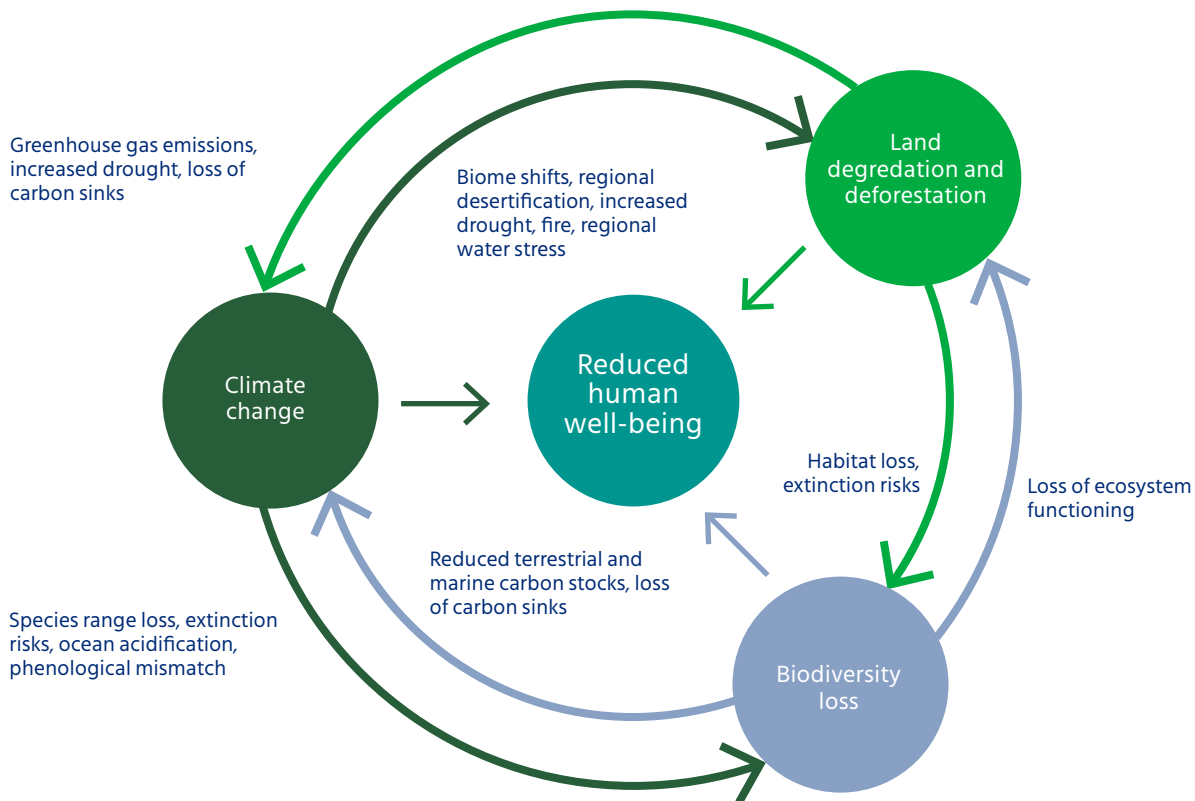 Greenhouse gas emissions,
increased drought, loss of
carbon sinks
Biome shifts, regional
desertification, increased
drought, fire, regional
water stress
Land
degredation and
deforestation
Climate
change
Reduced
human
well-being
Habitat loss,
extinction risks
Loss of ecosystem
functioning
Reduced terrestrial and
marine carbon stocks, loss
of carbon sinks
Species range loss, extinction
risks, ocean acidification,
phenological mismatch
Biodiversity
loss